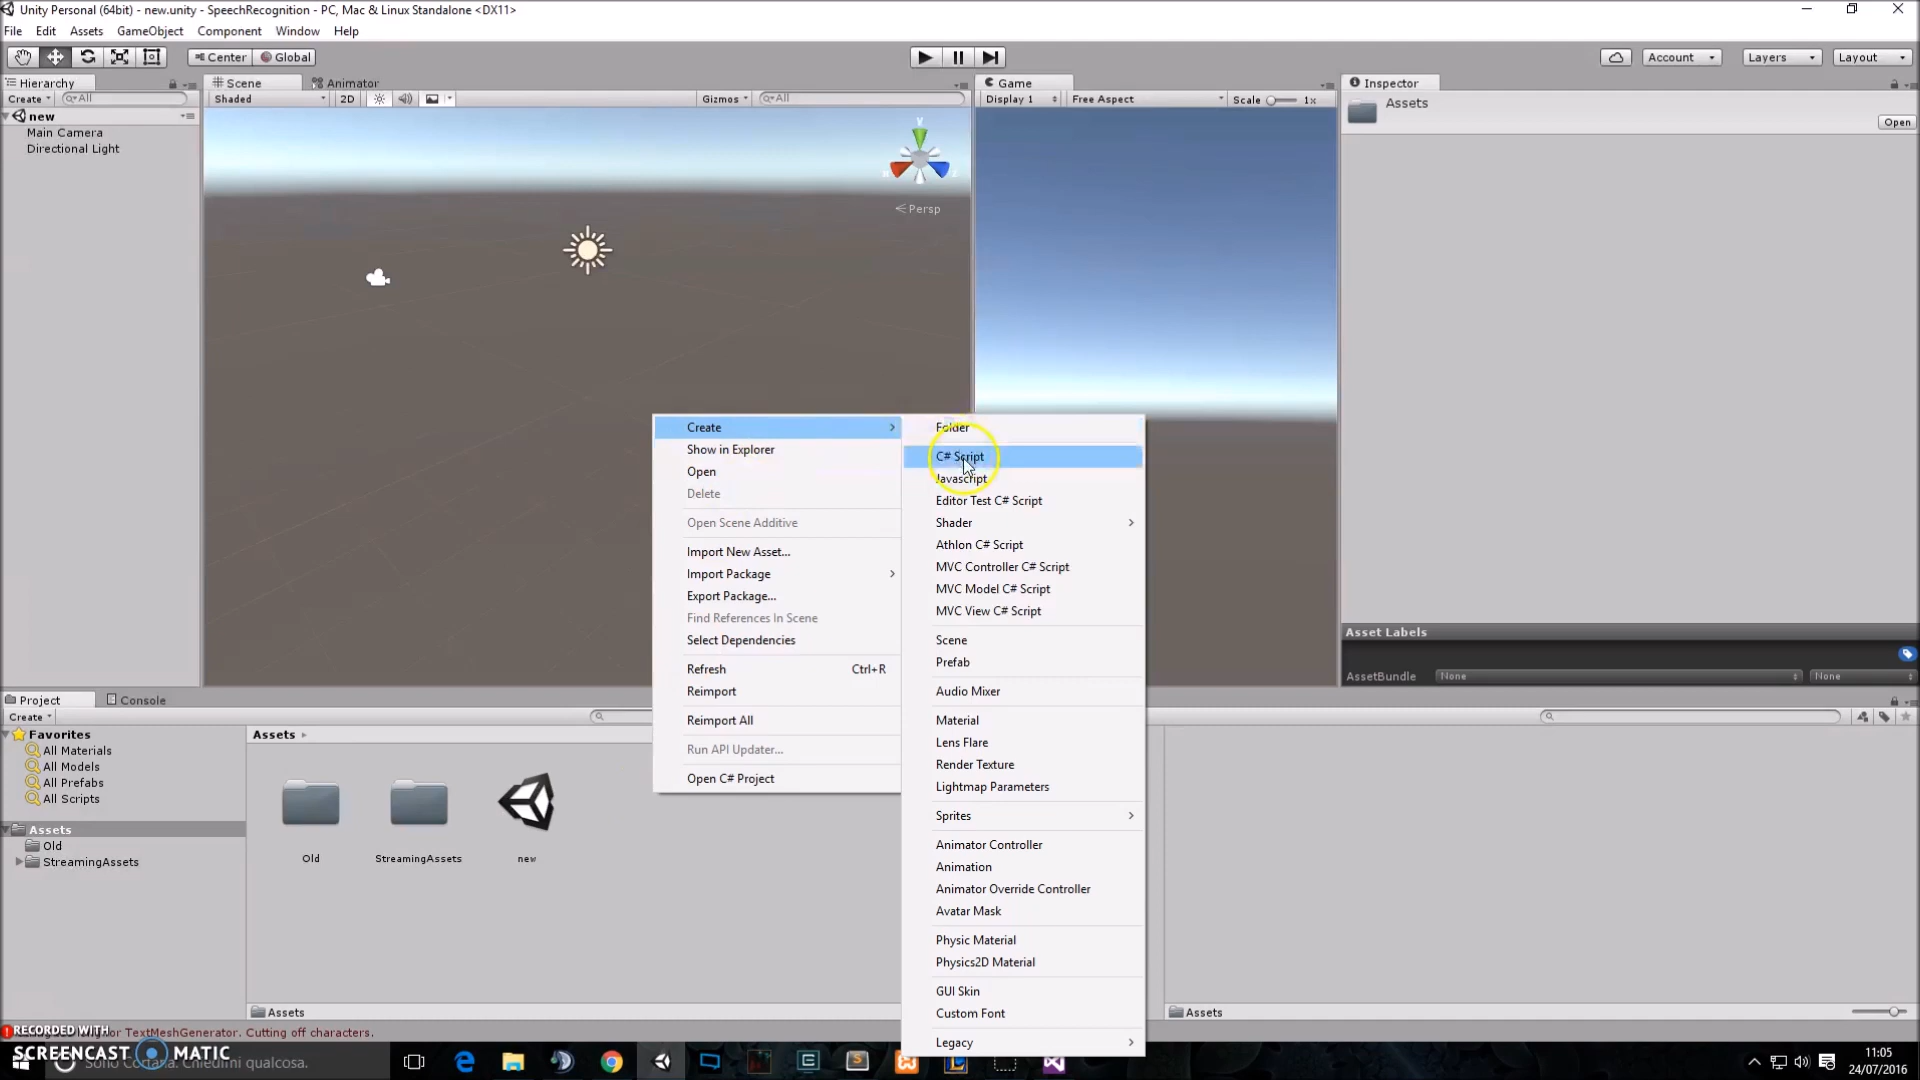 Unity Personal (64bit) - new.unity - SpeechRecognition - PC, Mac & Linux Standalone <DX11>
File Edit Assets GameObject Component Window Help
Center Global Account Layers Layout
Hierarchy Scene Animator Game Inspector
Create All Shaded 2D Gizmos All Display 1 Free Aspect Scale 1x Assets
Open
new
Main Camera
Directional Light
y
Persp
Create
Show in Explorer
Open
Delete
Open Scene Additive
Import New Asset...
Import Package
Export Package...
Find References In Scene
Select Dependencies
Refresh Ctrl+R
Reimport
Reimport All
Run API Updater...
Open C# Project
Folder
C# Script
Javascript
Editor Test C# Script
Shader
Athlon C# Script
MVC Controller C# Script
MVC Model C# Script
MVC View C# Script
Scene
Prefab
Audio Mixer
Material
Lens Flare
Render Texture
Lightmap Parameters
Sprites
Animator Controller
Animation
Animator Override Controller
Avatar Mask
Physic Material
Physics2D Material
GUI Skin
Custom Font
Legacy
Asset Labels
AssetBundle None None
Project Console
Create
Favorites
All Materials
All Models
All Prefabs
All Scripts
Assets
Old
StreamingAssets
Assets
Old StreamingAssets new
Assets Assets
RECORDED WITH
TextMeshGenerator. Cutting off characters.
SCREENCAST MATIC
Sono Cortana. Chiedimi qualcosa.
11:05
24/07/2016